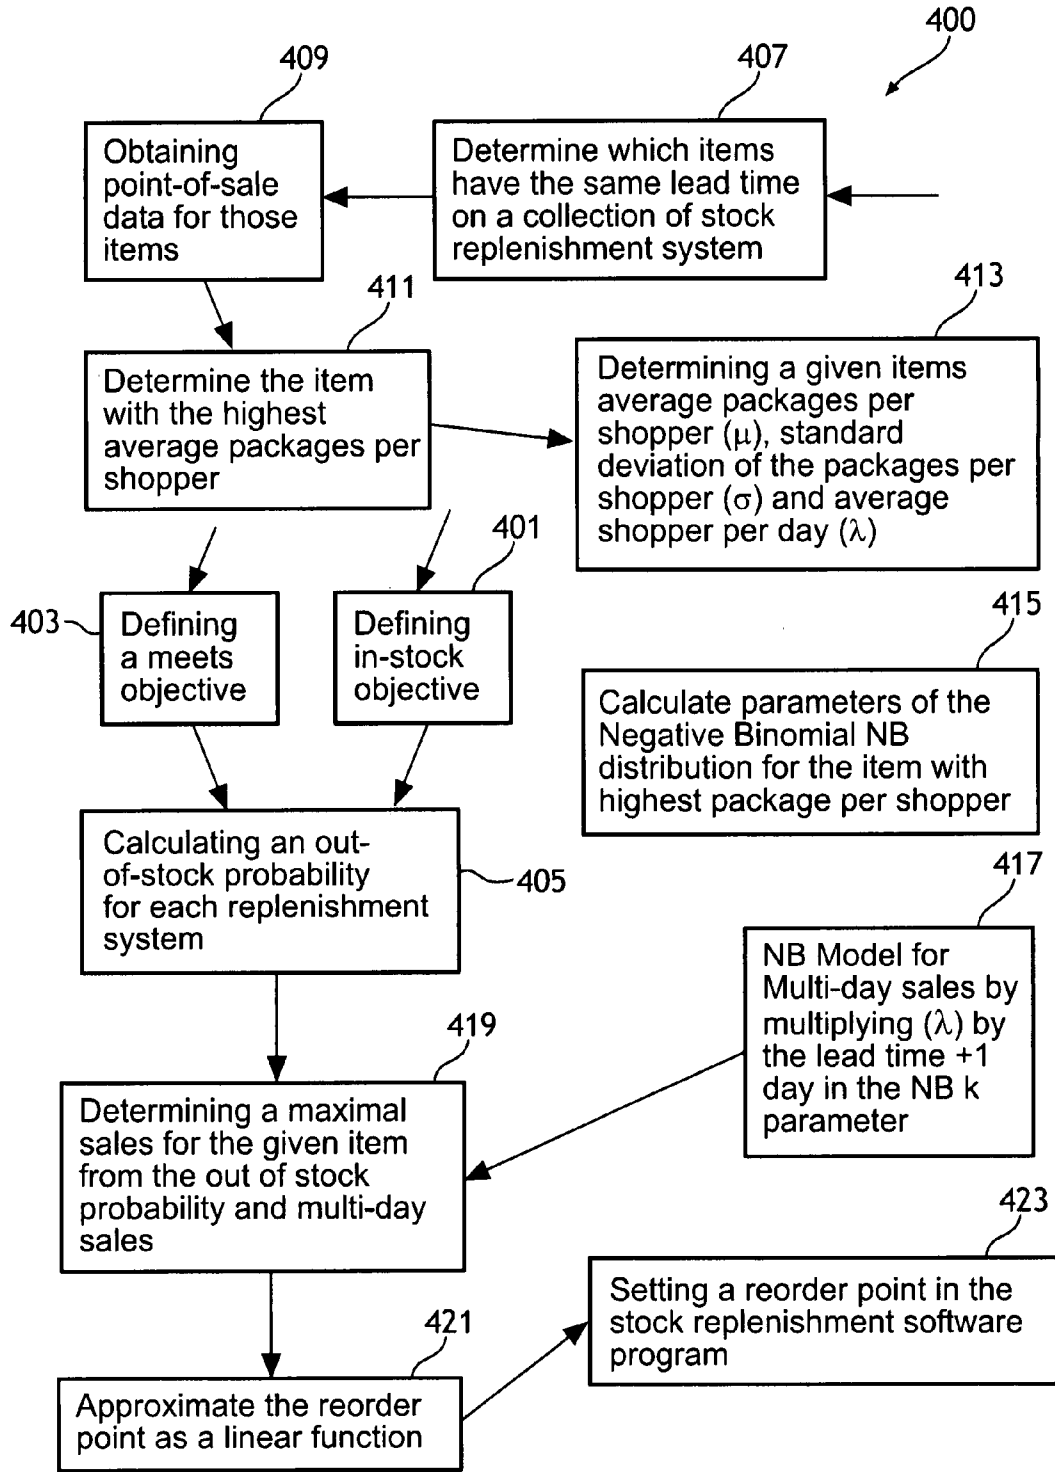 400
409
407
Obtaining
point-of-sale
data for those
items
Determine which items
have the same lead time
on a collection of stock
replenishment system
411
413
Determine the item
with the highest
average packages per
shopper
Determining a given items
average packages per
shopper (μ), standard
deviation of the packages per
shopper (σ) and average
shopper per day (λ)
401
403
Defining
a meets
objective
Defining
in-stock
objective
415
Calculate parameters of the
Negative Binomial NB
distribution for the item with
highest package per shopper
Calculating an out-
of-stock probability
for each replenishment
system
405
417
NB Model for
Multi-day sales by
multiplying (λ) by
the lead time +1
day in the NB k
parameter
419
Determining a maximal
sales for the given item
from the out of stock
probability and multi-day
sales
423
Setting a reorder point in the
stock replenishment software
program
421
Approximate the reorder
point as a linear function